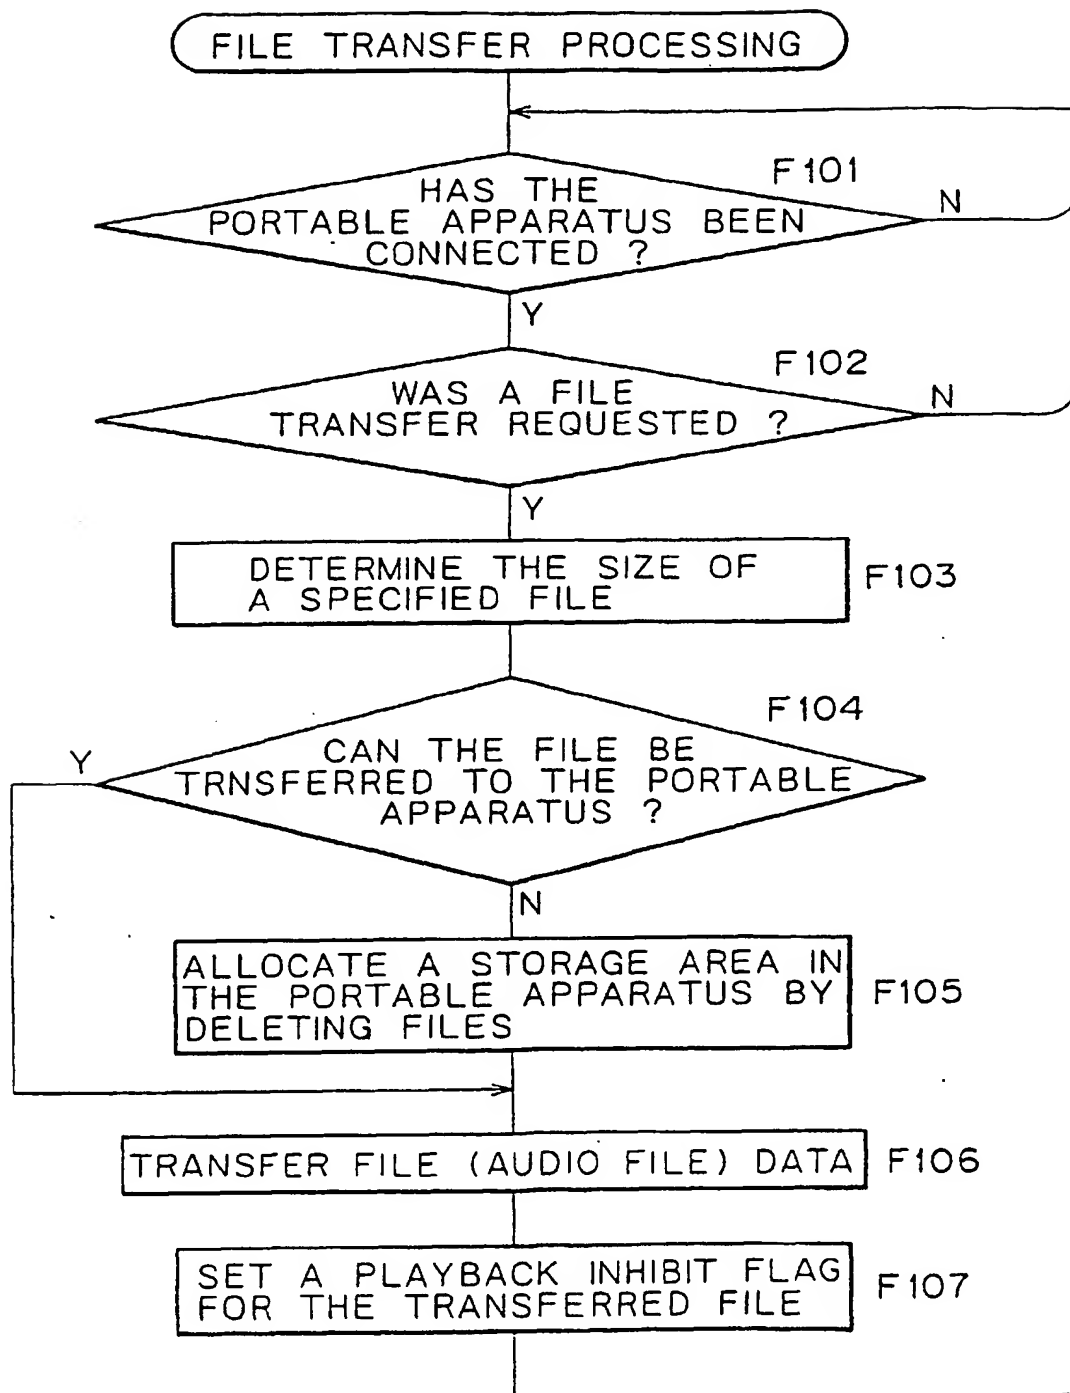 FILE TRANSFER PROCESSING
F101
HAS THE
PORTABLE APPARATUS BEEN
CONNECTED ?
N
Y
F102
WAS A FILE
TRANSFER REQUESTED ?
N
Y
DETERMINE THE SIZE OF
A SPECIFIED FILE
F103
F104
Y
CAN THE FILE BE
TRNSFERRED TO THE PORTABLE
APPARATUS ?
N
ALLOCATE A STORAGE AREA IN
THE PORTABLE APPARATUS BY
DELETING FILES
F105
TRANSFER FILE (AUDIO FILE) DATA
F106
SET A PLAYBACK INHIBIT FLAG
FOR THE TRANSFERRED FILE
F107